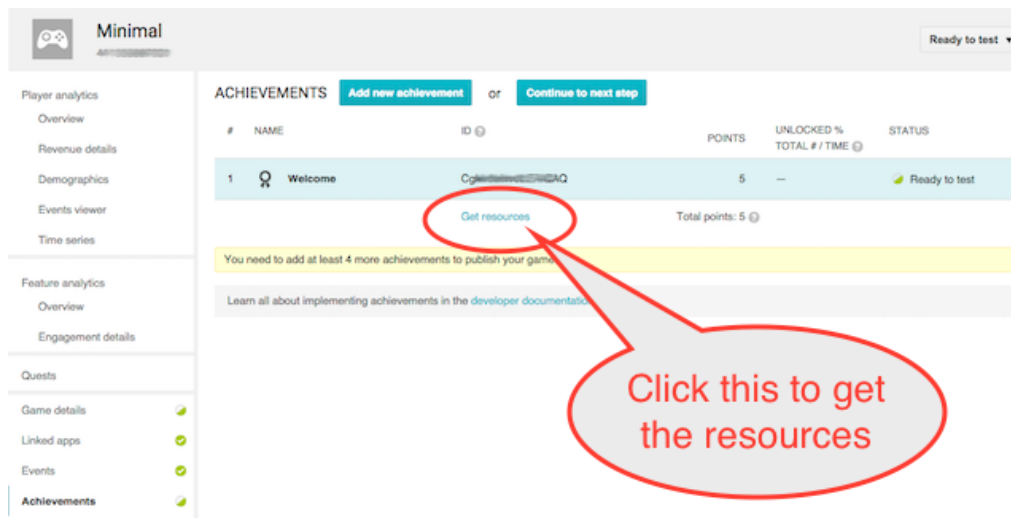 Minimal
Ready to test
Player analytics
Overview
Revenue details
Demographics
Events viewer
Time series
Feature analytics
Overview
Engagement details
Quests
Game details
Linked apps
Events
Achievements
ACHIEVEMENTS Add new achievement or Continue to next step
# NAME ID POINTS UNLOCKED % TOTAL # / TIME STATUS
1 Welcome 5 — Ready to test
Get resources Total points: 5
You need to add at least 4 more achievements to publish your game
Learn all about implementing achievements in the developer documentatio
Click this to get
the resources